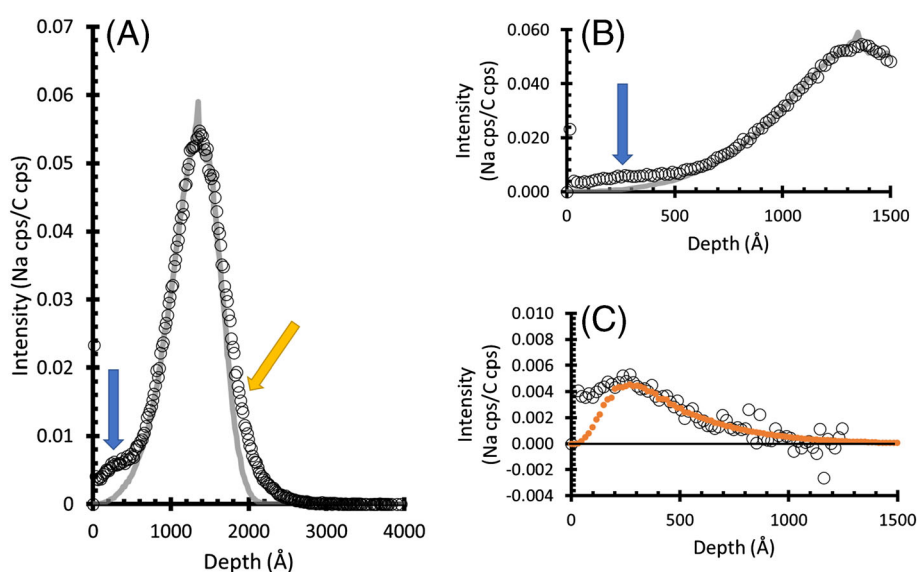 (A)
Intensity (Na cps/C cps)
0.07
0.06
0.05
0.04
0.03
0.02
0.01
0
0 1000 2000 3000 4000
Depth (Å)
(B)
Intensity
(Na cps/C cps)
0.060
0.040
0.020
0.000
0 500 1000 1500
Depth (Å)
(C)
Intensity
(Na cps/C cps)
0.010
0.008
0.006
0.004
0.002
0.000
-0.002
-0.004
0 500 1000 1500
Depth (Å)